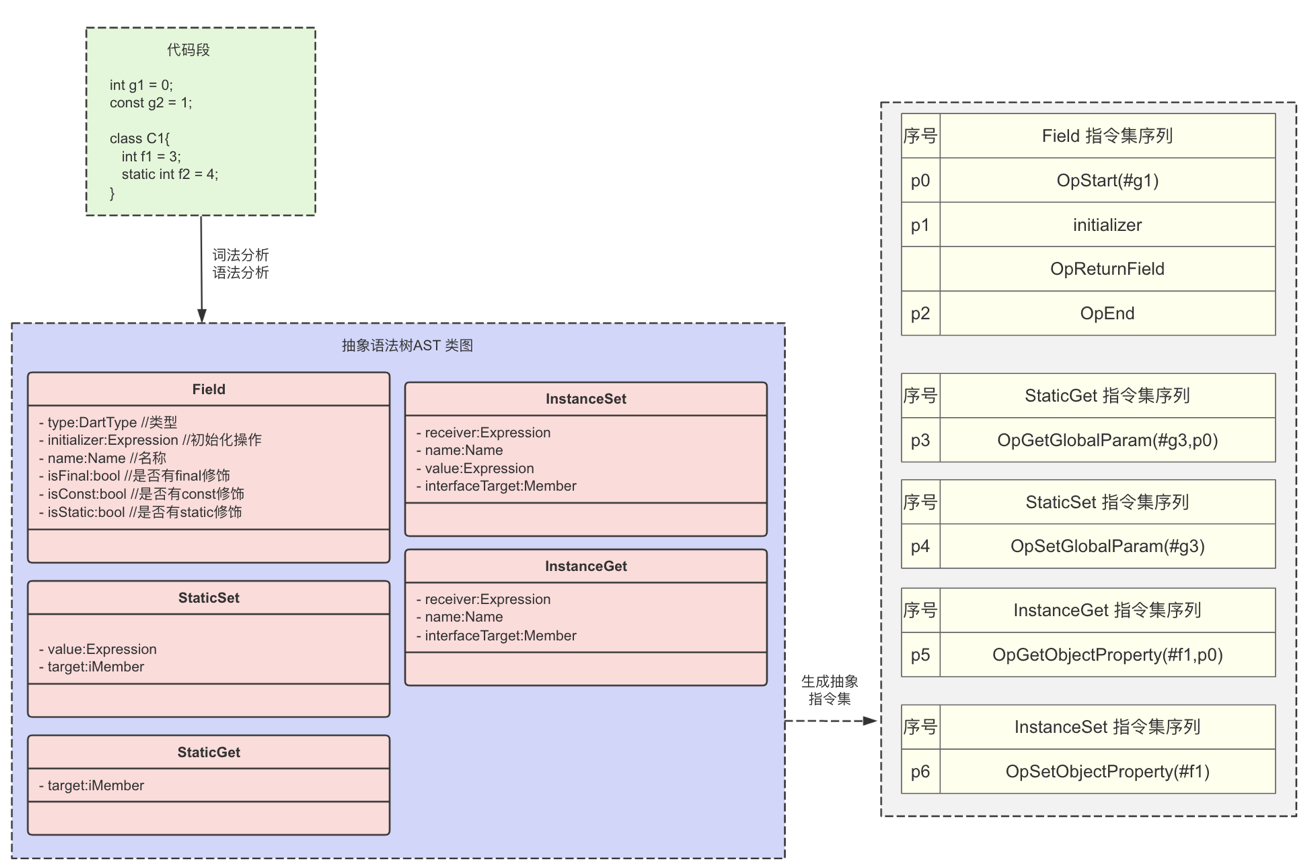 代码段
int g1 = 0;
const g2 = 1;
class C1{
int f1 = 3;
static int f2 = 4;
}
词法分析
语法分析
抽象语法树AST 类图
Field
- type:DartType //类型
- initializer:Expression //初始化操作
- name:Name //名称
- isFinal:bool //是否有final修饰
- isConst:bool //是否有const修饰
- isStatic:bool //是否有static修饰
StaticSet
- value:Expression
- target:iMember
StaticGet
- target:iMember
InstanceSet
- receiver:Expression
- name:Name
- value:Expression
- interfaceTarget:Member
InstanceGet
- receiver:Expression
- name:Name
- interfaceTarget:Member
生成抽象
指令集
序号 Field 指令集序列
p0 OpStart(#g1)
p1 initializer
OpReturnField
p2 OpEnd
序号 StaticGet 指令集序列
p3 OpGetGlobalParam(#g3,p0)
序号 StaticSet 指令集序列
p4 OpSetGlobalParam(#g3)
序号 InstanceGet 指令集序列
p5 OpGetObjectProperty(#f1,p0)
序号 InstanceSet 指令集序列
p6 OpSetObjectProperty(#f1)